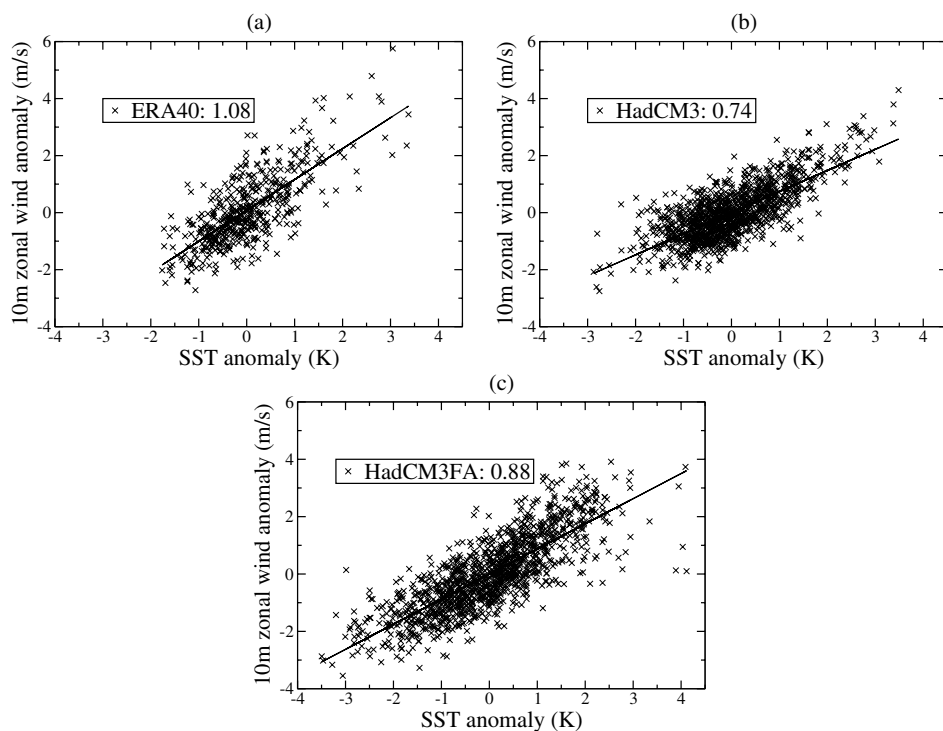 (a)
10m zonal wind anomaly (m/s)
6
4
2
0
-2
-4
× ERA40: 1.08
-4 -3 -2 -1 0 1 2 3 4
SST anomaly (K)
(b)
10m zonal wind anomaly (m/s)
6
4
2
0
-2
-4
× HadCM3: 0.74
-4 -3 -2 -1 0 1 2 3 4
SST anomaly (K)
(c)
10m zonal wind anomaly (m/s)
6
4
2
0
-2
-4
× HadCM3FA: 0.88
-4 -3 -2 -1 0 1 2 3 4
SST anomaly (K)